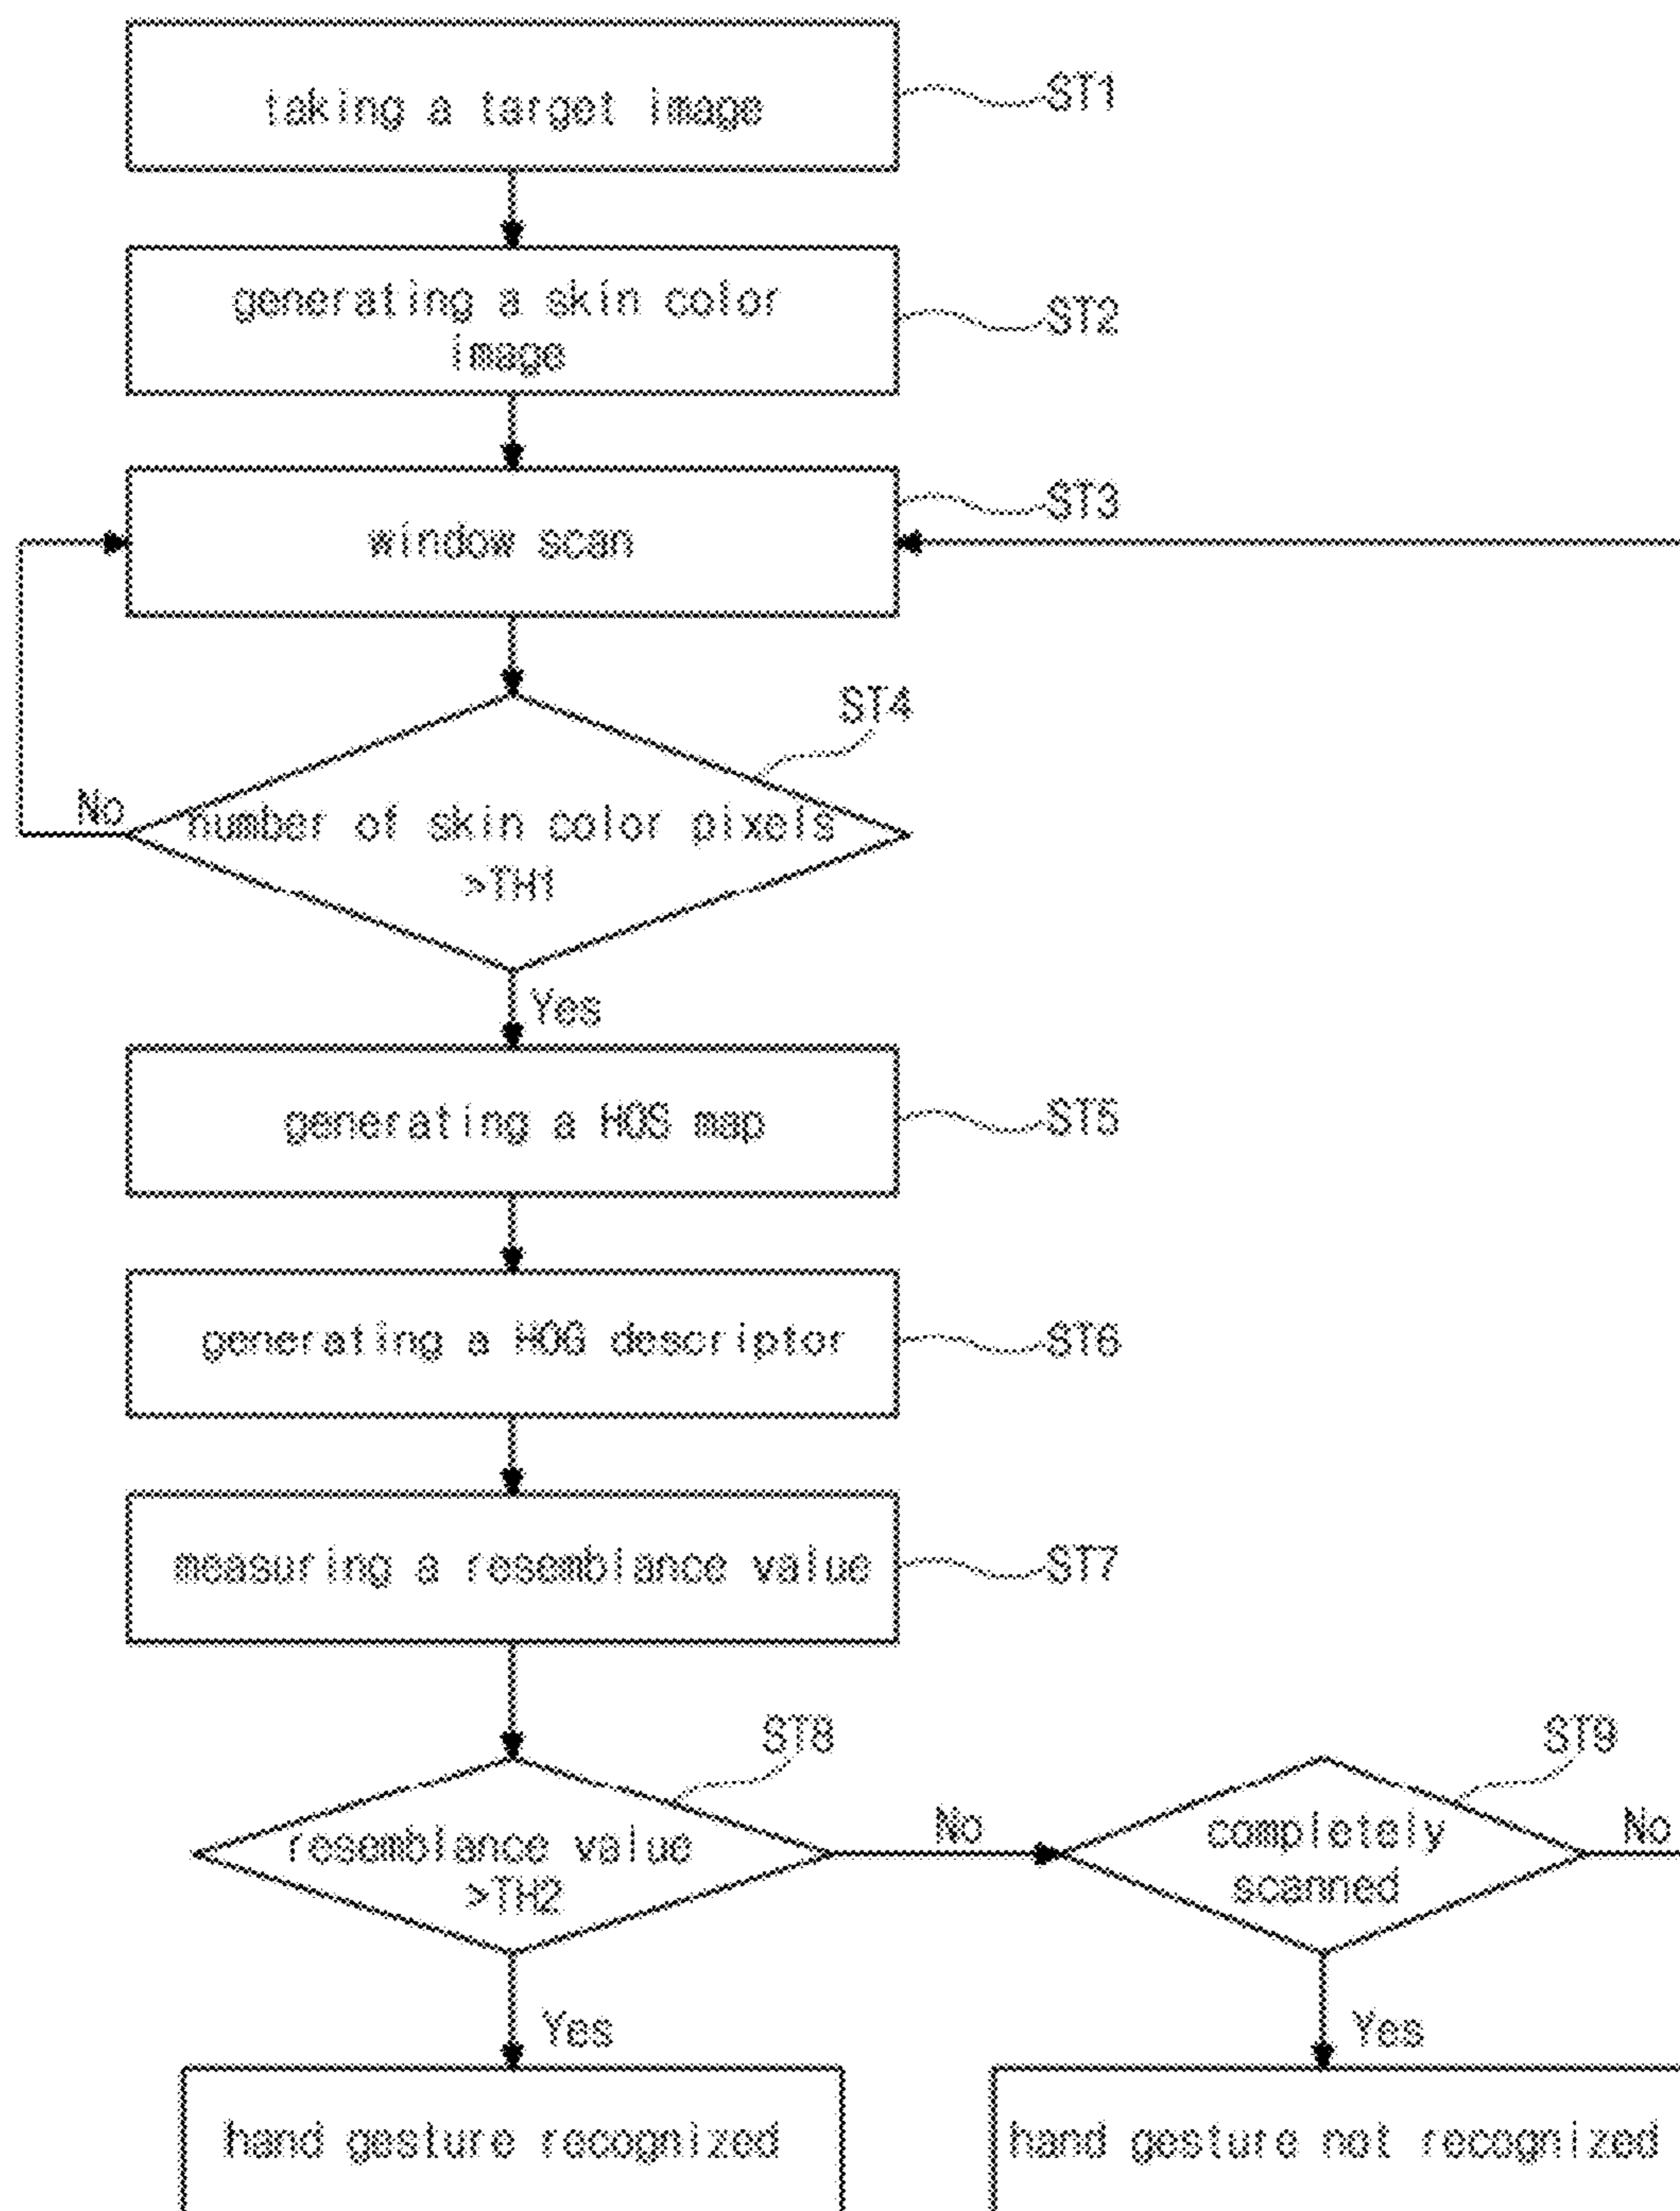 taking a target image
ST1
generating a skin color
image
ST2
window scan
ST3
ST4
No
number of skin color pixels
>TH1
Yes
generating a HOS map
ST5
generating a HOG descriptor
ST6
measuring a resemblance value
ST7
ST8
ST9
resemblance value
>TH2
No
completely
scanned
No
Yes
Yes
hand gesture recognized
hand gesture not recognized